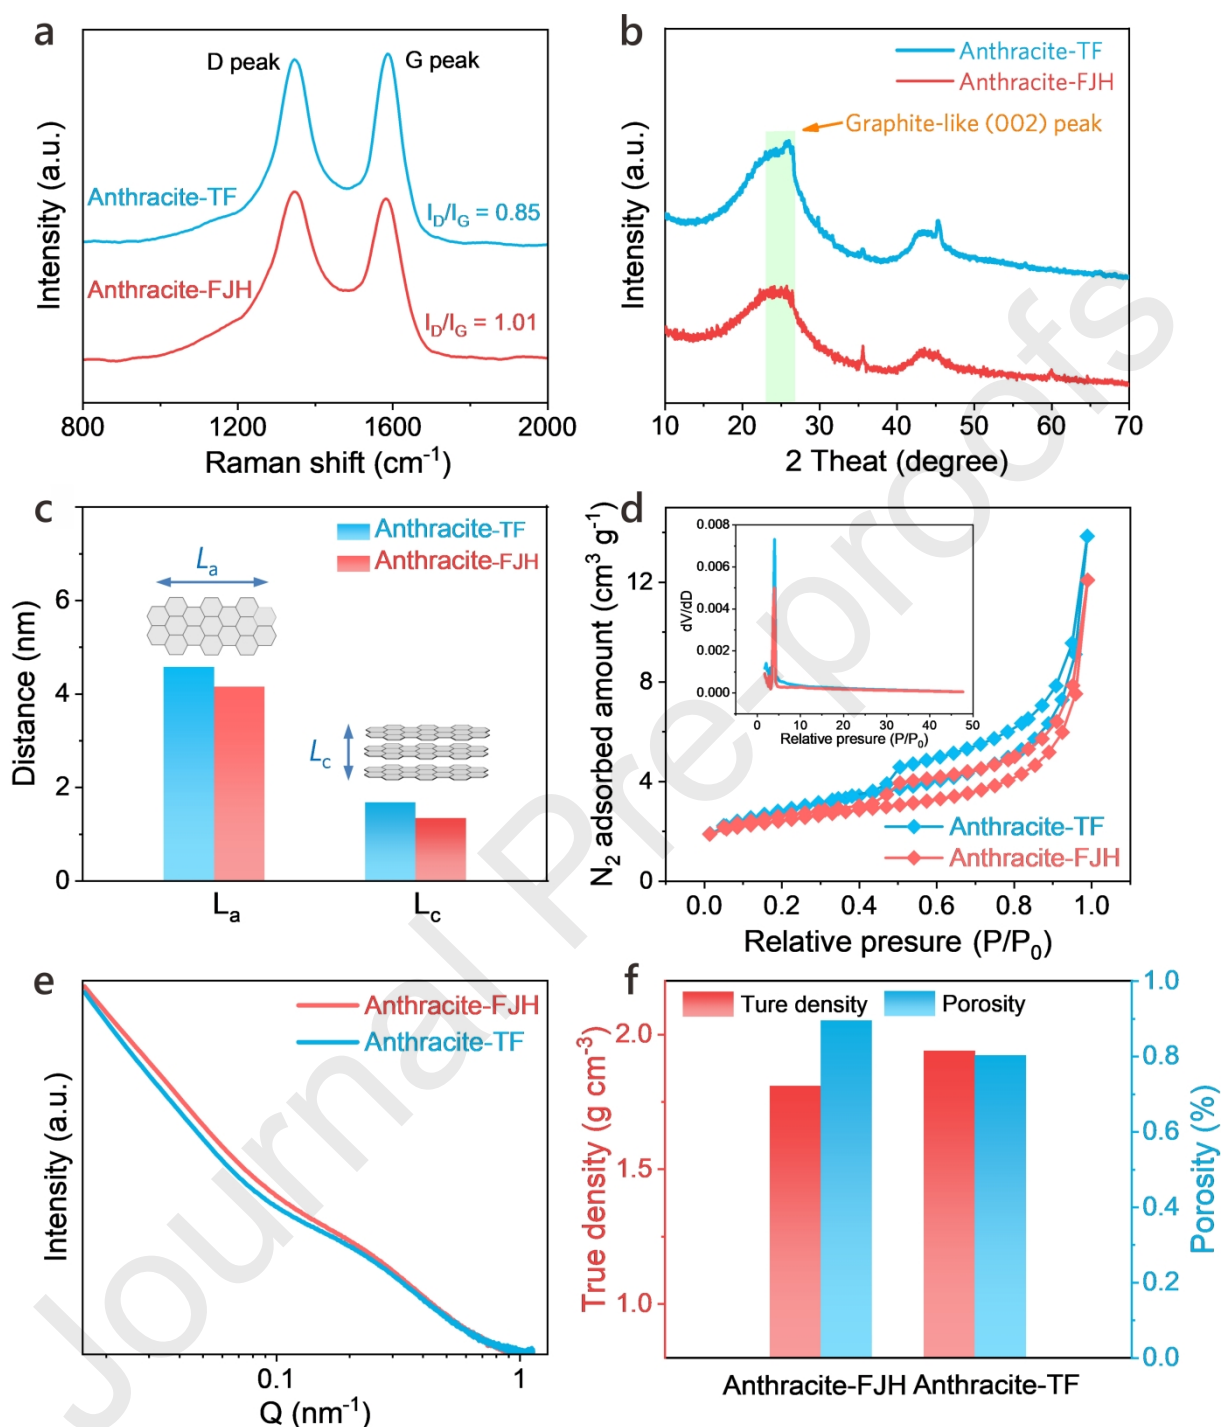 a
D peak
G peak
Anthracite-TF
I_D/I_G = 0.85
Anthracite-FJH
I_D/I_G = 1.01
Intensity (a.u.)
800
1200
1600
2000
Raman shift (cm⁻¹)
b
Anthracite-TF
Anthracite-FJH
Graphite-like (002) peak
Intensity (a.u.)
10
20
30
40
50
60
70
2 Theat (degree)
c
Anthracite-TF
Anthracite-FJH
L_a
L_c
Distance (nm)
6
4
2
0
L_a
L_c
d
0.008
0.006
0.004
0.002
0.000
dV/dD
0
10
20
30
40
50
Relative presure (P/P₀)
N₂ adsorbed amount (cm³ g⁻¹)
12
8
4
0
Anthracite-TF
Anthracite-FJH
0.0
0.2
0.4
0.6
0.8
1.0
Relative presure (P/P₀)
e
Anthracite-FJH
Anthracite-TF
Intensity (a.u.)
0.1
1
Q (nm⁻¹)
f
Ture density
Porosity
True density (g cm⁻³)
2.0
1.5
1.0
1.0
0.8
0.6
0.4
0.2
0.0
Porosity (%)
Anthracite-FJH Anthracite-TF
Journal Pre-proofs